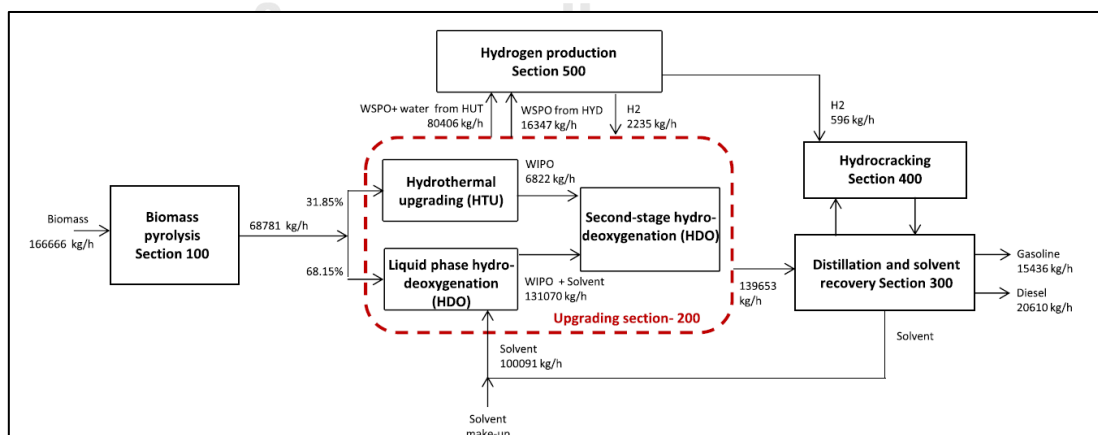 Hydrogen production
Section 500
WSPO+ water from HUT
80406 kg/h
WSPO from HYD
16347 kg/h
H2
2235 kg/h
H2
596 kg/h
Hydrocracking
Section 400
Biomass
166666 kg/h
Biomass
pyrolysis
Section 100
68781 kg/h
31.85%
68.15%
Hydrothermal
upgrading (HTU)
WIPO
6822 kg/h
Second-stage hydro-
deoxygenation (HDO)
Liquid phase hydro-
deoxygenation
(HDO)
WIPO + Solvent
131070 kg/h
Upgrading section- 200
139653
kg/h
Distillation and solvent
recovery Section 300
Gasoline
15436 kg/h
Diesel
20610 kg/h
Solvent
100091 kg/h
Solvent
Solvent
make-up